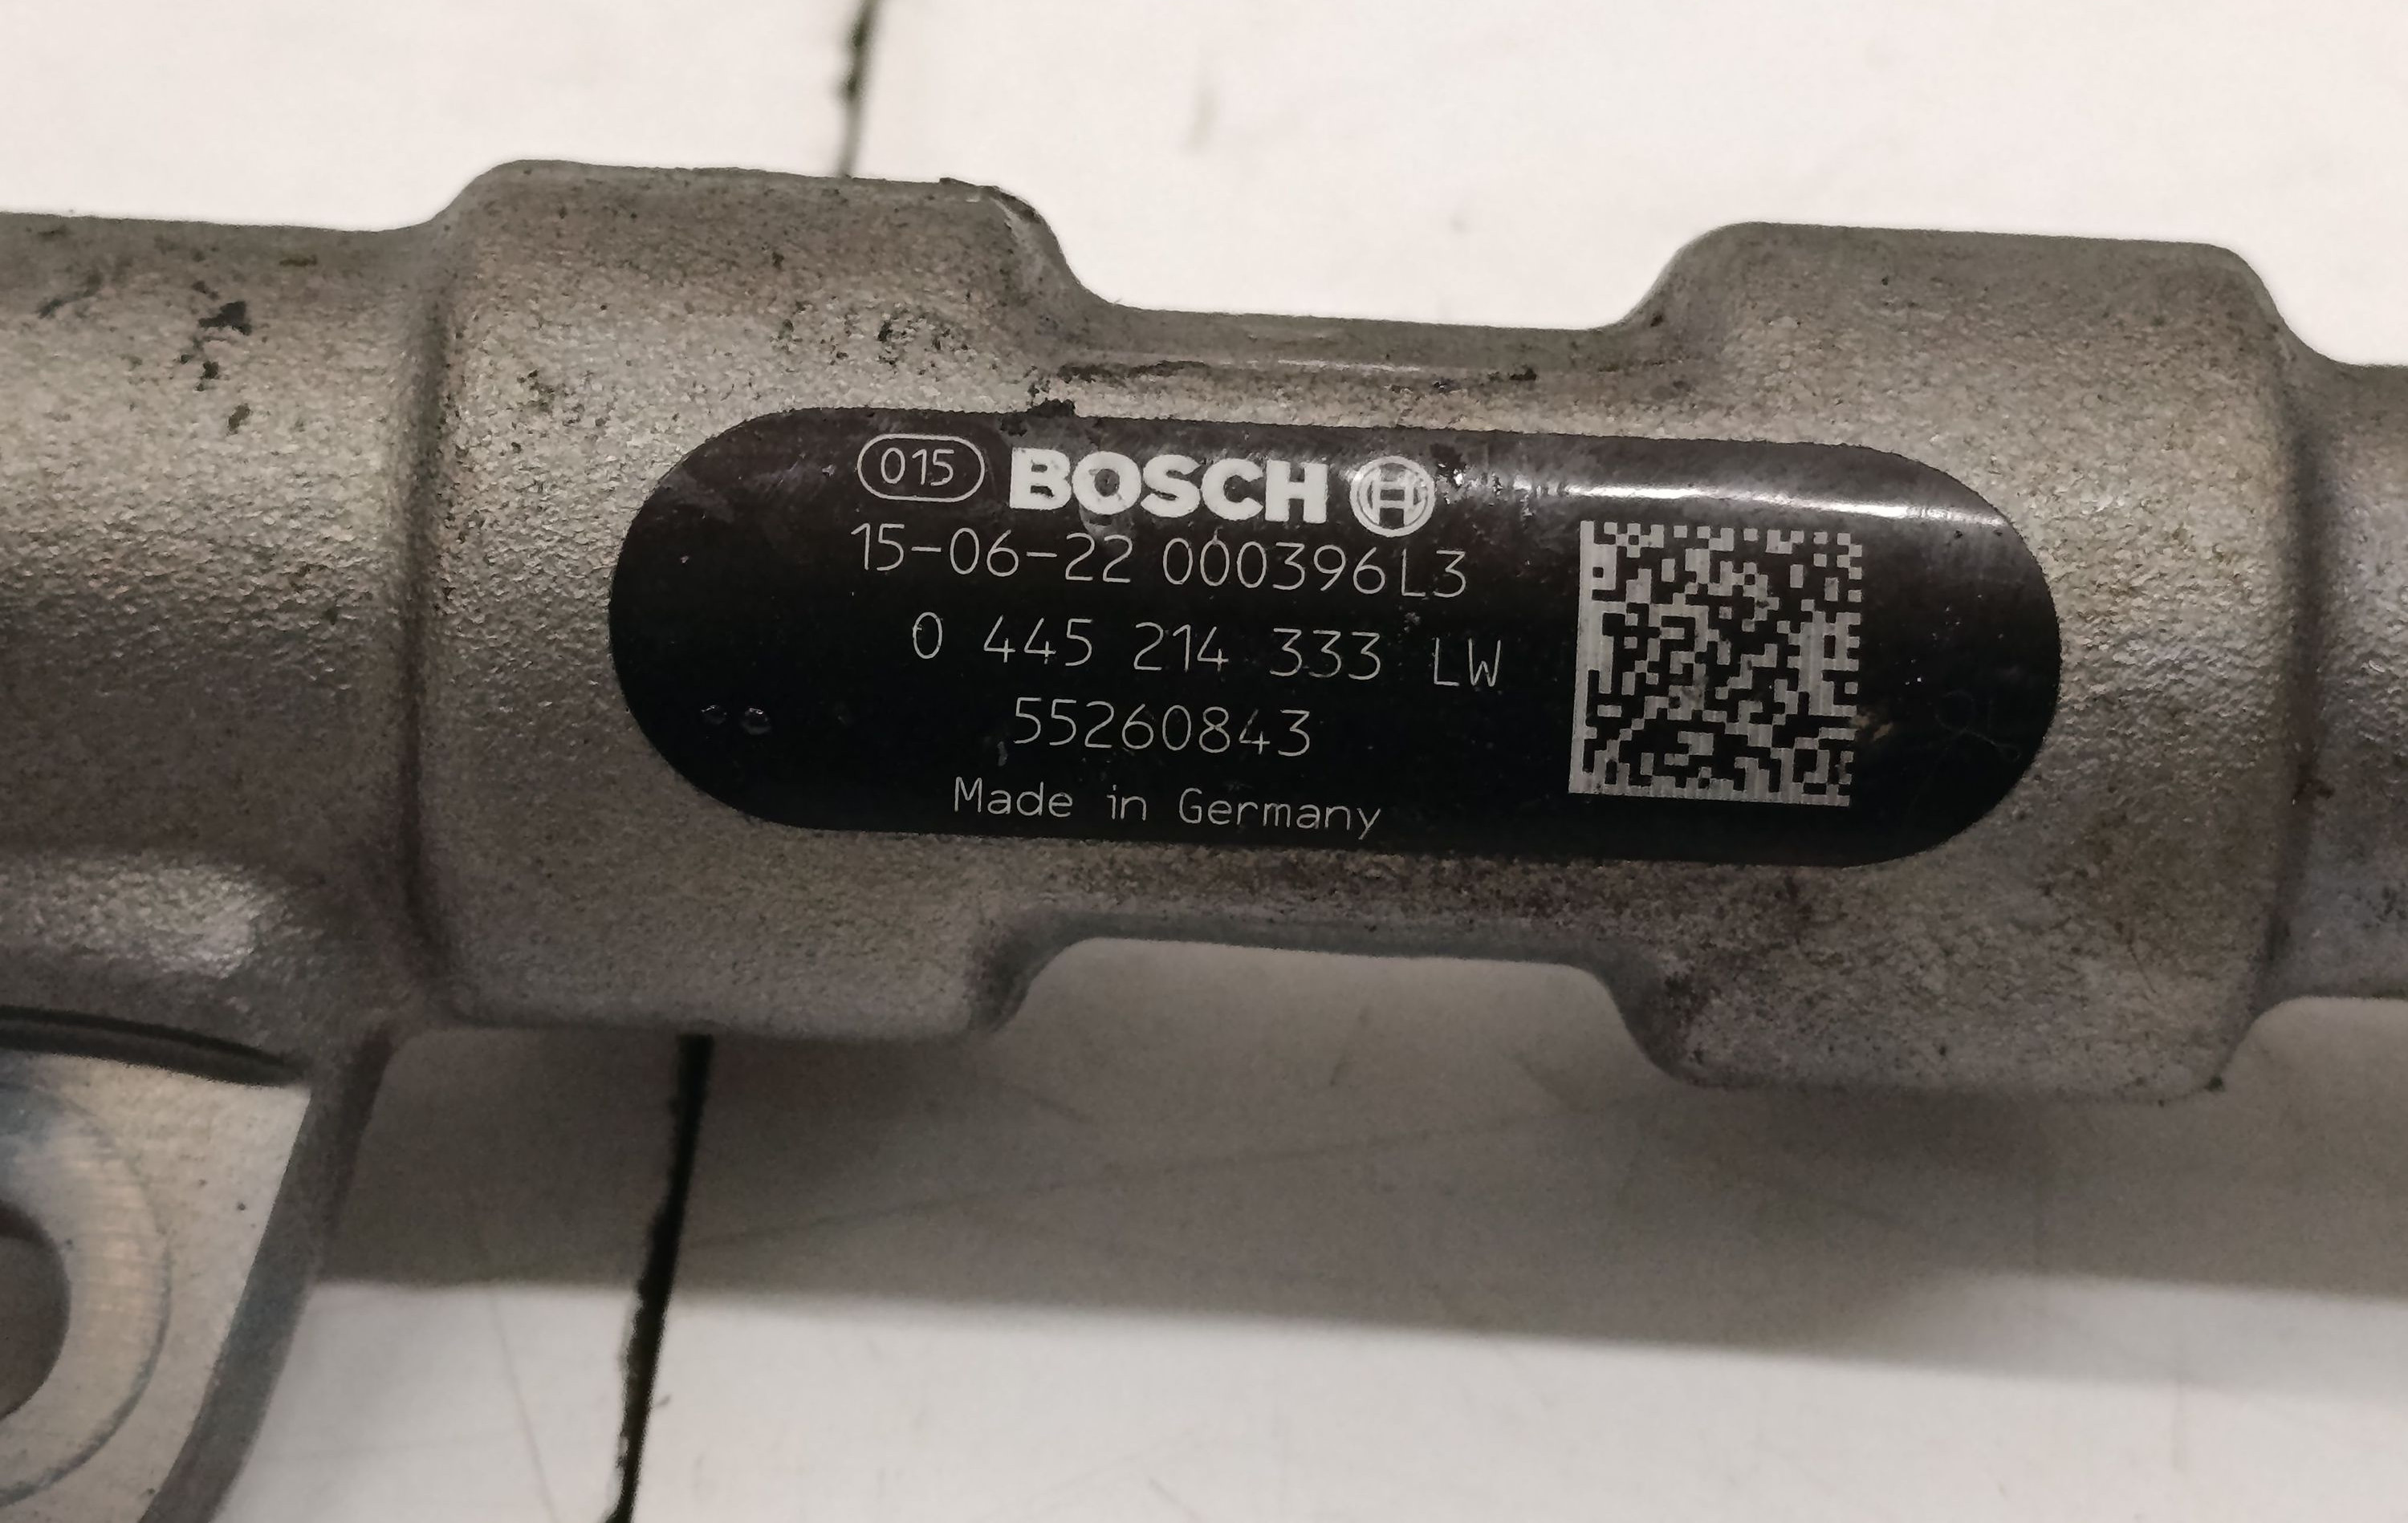 015 BOSCH
15-06-22 000396L3
0 445 214 333 LW
55260843
Made in Germany